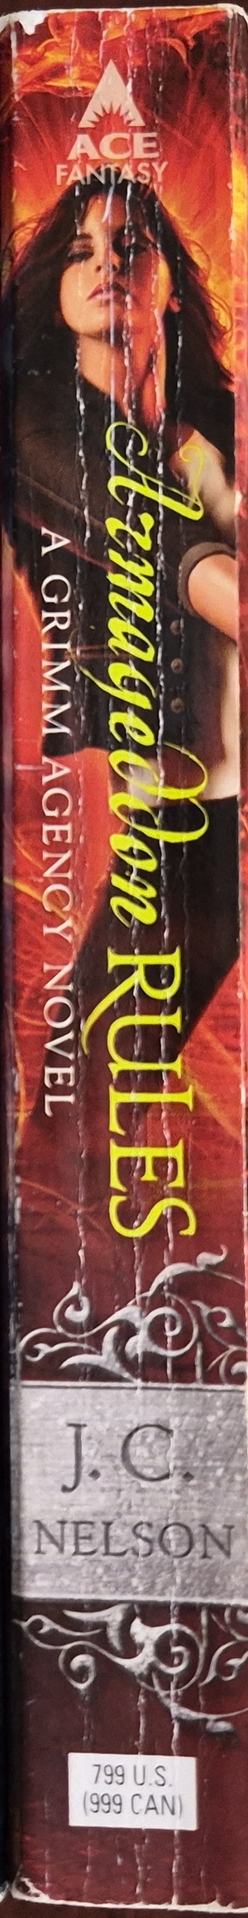 ACE
FANTASY
Armageddon RULES
A GRIMM AGENCY NOVEL
J. C.
NELSON
799 U.S.
(999 CAN)